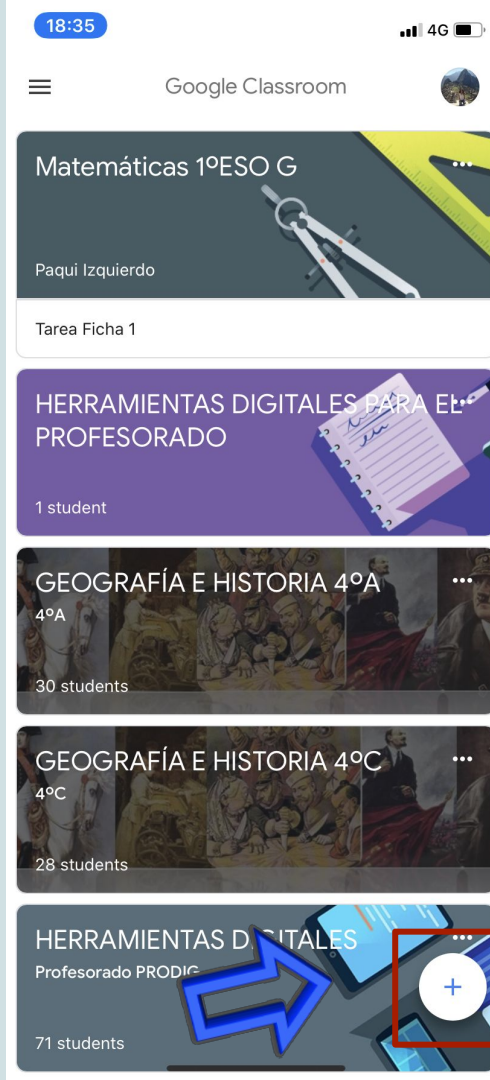 18:35
4G
Google Classroom
Matemáticas 1ºESO G
Paqui Izquierdo
Tarea Ficha 1
HERRAMIENTAS DIGITALES PARA EL
PROFESORADO
1 student
GEOGRAFÍA E HISTORIA 4ºA
4ºA
30 students
GEOGRAFÍA E HISTORIA 4ºC
4ºC
28 students
HERRAMIENTAS DIGITALES
Profesorado PRODIG
71 students